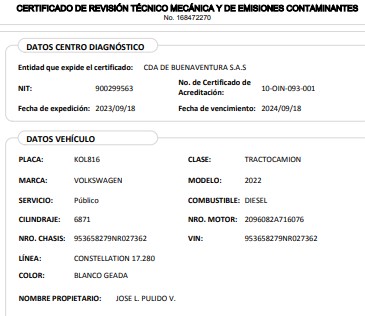 CERTIFICADO DE REVISIÓN TÉCNICO MECÁNICA Y DE EMISIONES CONTAMINANTES
No. 168472270
DATOS CENTRO DIAGNÓSTICO
Entidad que expide el certificado: CDA DE BUENAVENTURA S.A.S
NIT: 900299563 No. de Certificado de Acreditación: 10-OIN-093-001
Fecha de expedición: 2023/09/18 Fecha de vencimiento: 2024/09/18
DATOS VEHÍCULO
PLACA: KOL816 CLASE: TRACTOCAMION
MARCA: VOLKSWAGEN MODELO: 2022
SERVICIO: Público COMBUSTIBLE: DIESEL
CILINDRAJE: 6871 NRO. MOTOR: 2096082A716076
NRO. CHASIS: 953658279NR027362 VIN: 953658279NR027362
LÍNEA: CONSTELLATION 17.280
COLOR: BLANCO GEADA
NOMBRE PROPIETARIO: JOSE L. PULIDO V.